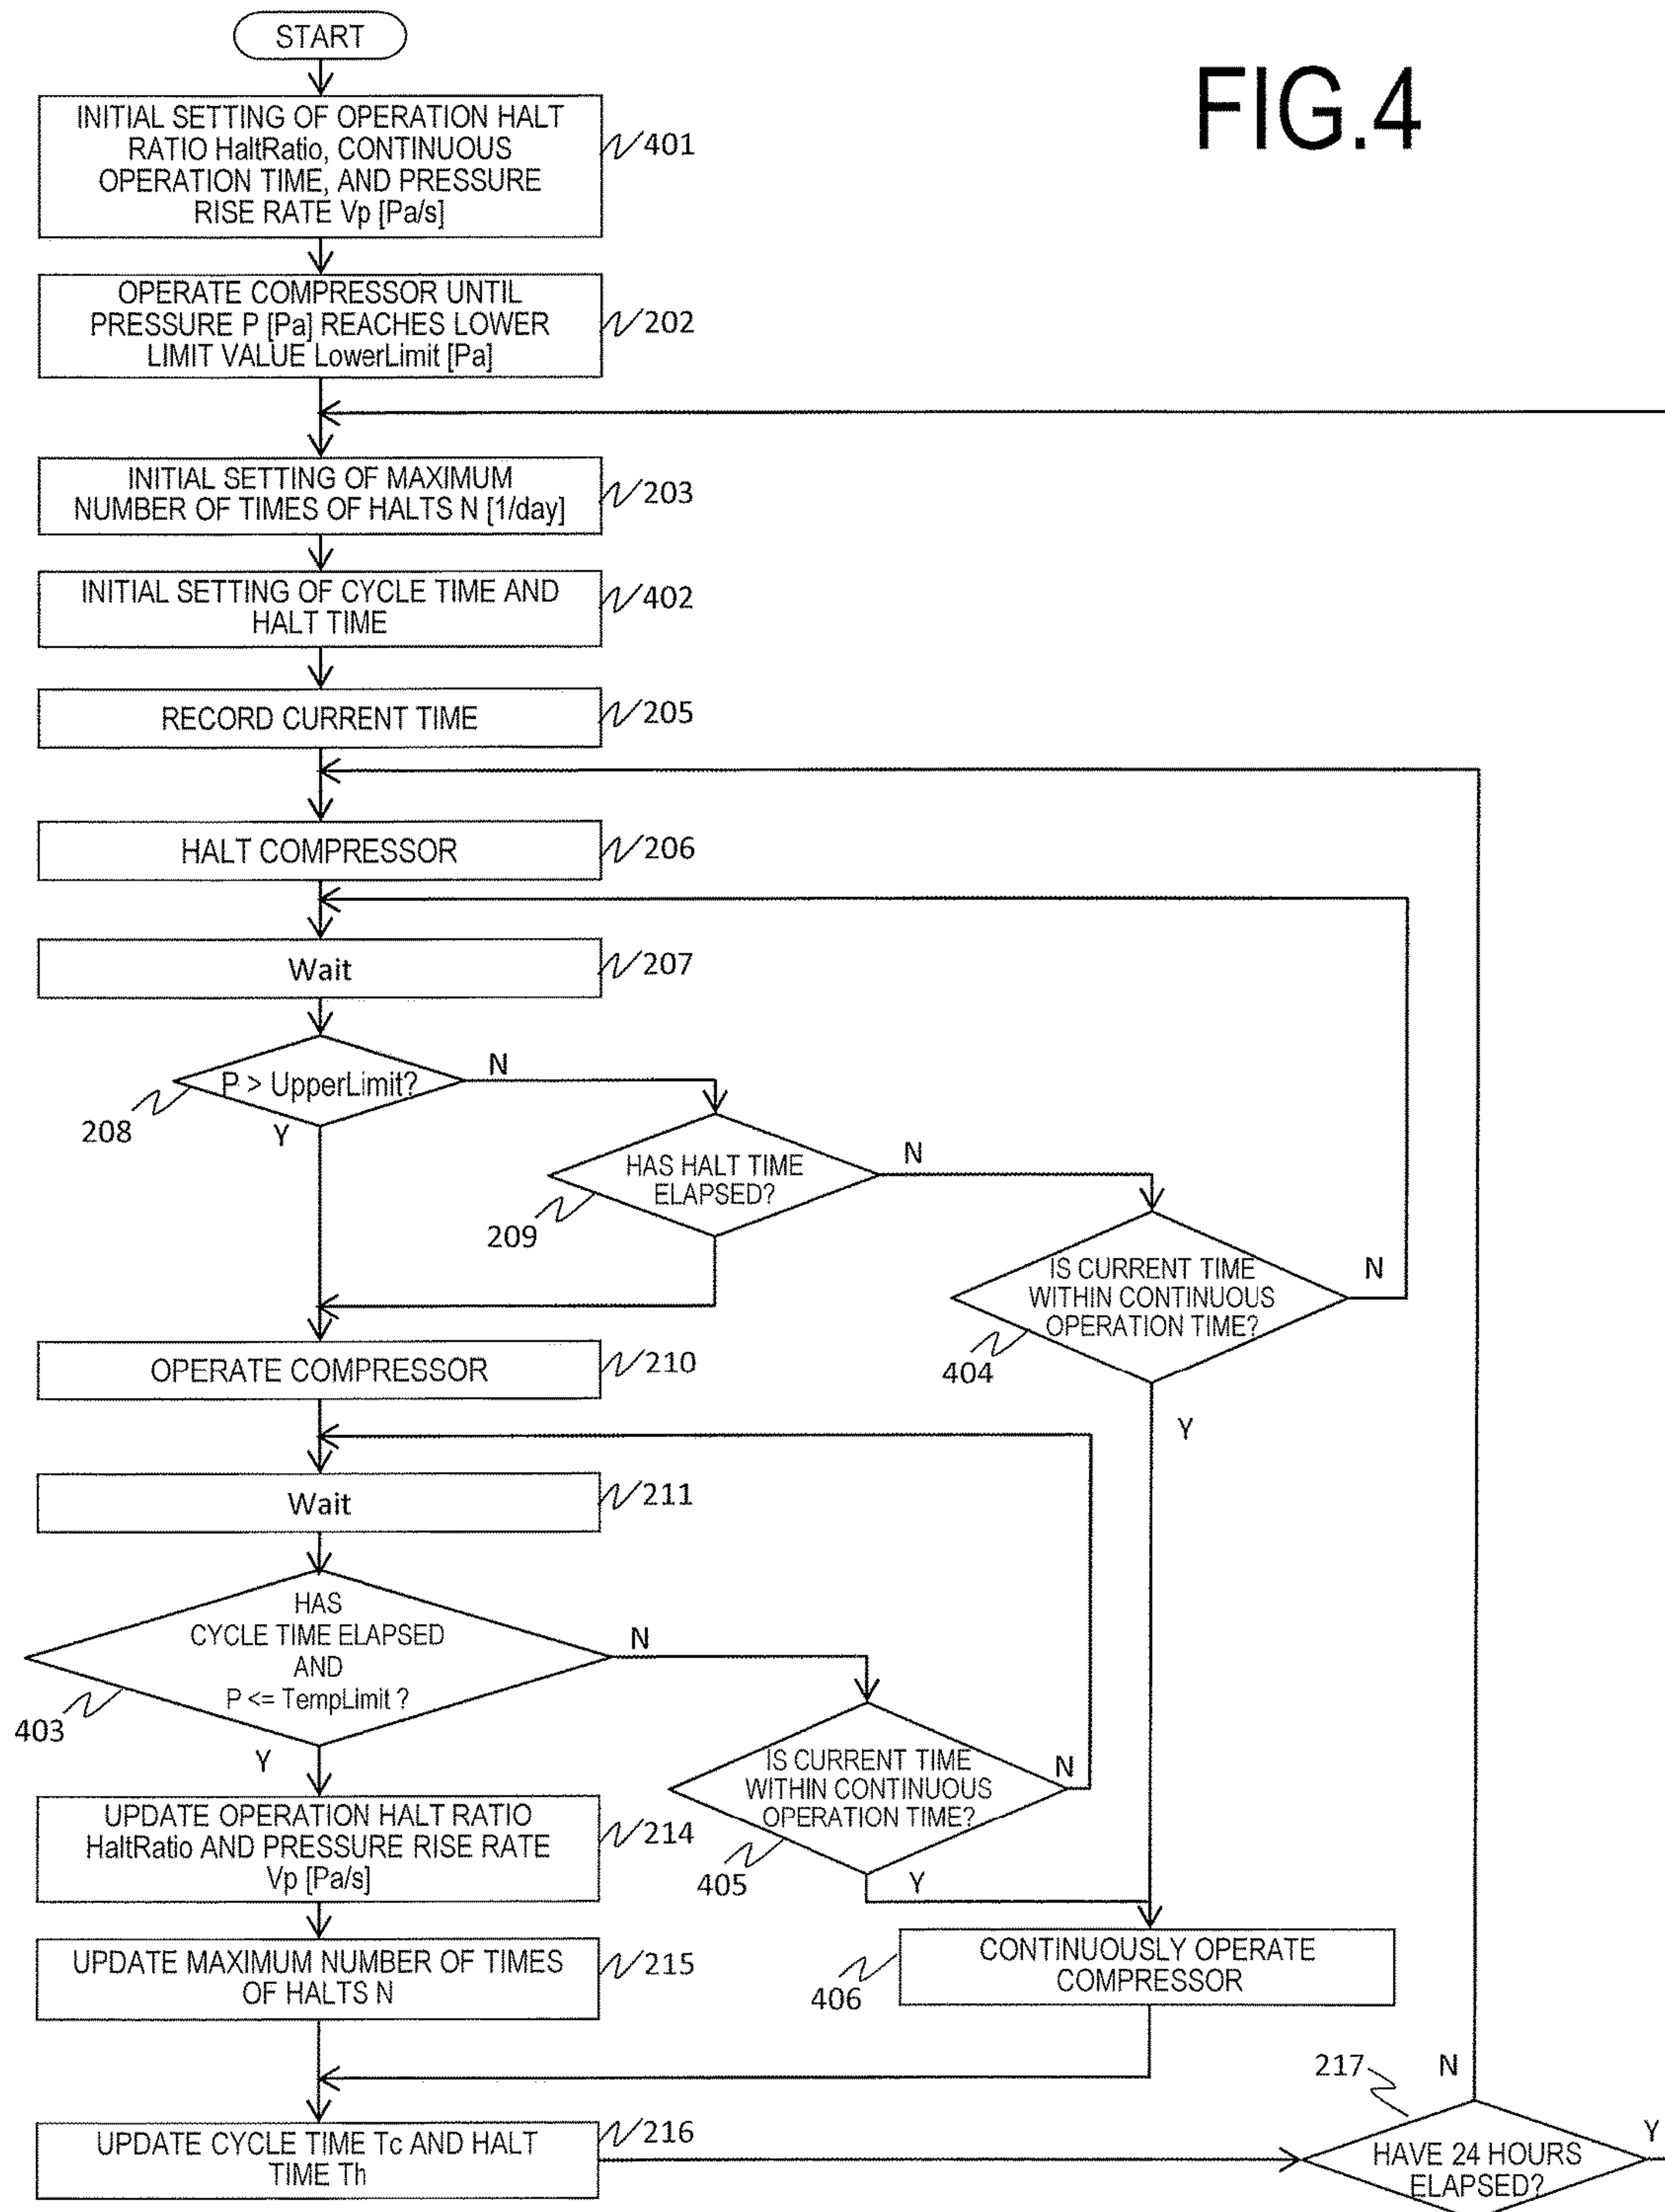 START
FIG.4
INITIAL SETTING OF OPERATION HALT
RATIO HaltRatio, CONTINUOUS
OPERATION TIME, AND PRESSURE
RISE RATE Vp [Pa/s]
401
OPERATE COMPRESSOR UNTIL
PRESSURE P [Pa] REACHES LOWER
LIMIT VALUE LowerLimit [Pa]
202
INITIAL SETTING OF MAXIMUM
NUMBER OF TIMES OF HALTS N [1/day]
203
INITIAL SETTING OF CYCLE TIME AND
HALT TIME
402
RECORD CURRENT TIME
205
HALT COMPRESSOR
206
Wait
207
P > UpperLimit?
N
208
Y
HAS HALT TIME
ELAPSED?
N
209
IS CURRENT TIME
WITHIN CONTINUOUS
OPERATION TIME?
N
404
Y
OPERATE COMPRESSOR
210
Wait
211
HAS
CYCLE TIME ELAPSED
AND
P <= TempLimit ?
N
403
Y
IS CURRENT TIME
WITHIN CONTINUOUS
OPERATION TIME?
N
405
Y
UPDATE OPERATION HALT RATIO
HaltRatio AND PRESSURE RISE RATE
Vp [Pa/s]
214
UPDATE MAXIMUM NUMBER OF TIMES
OF HALTS N
215
CONTINUOUSLY OPERATE
COMPRESSOR
406
UPDATE CYCLE TIME Tc AND HALT
TIME Th
216
217
N
HAVE 24 HOURS
ELAPSED?
Y